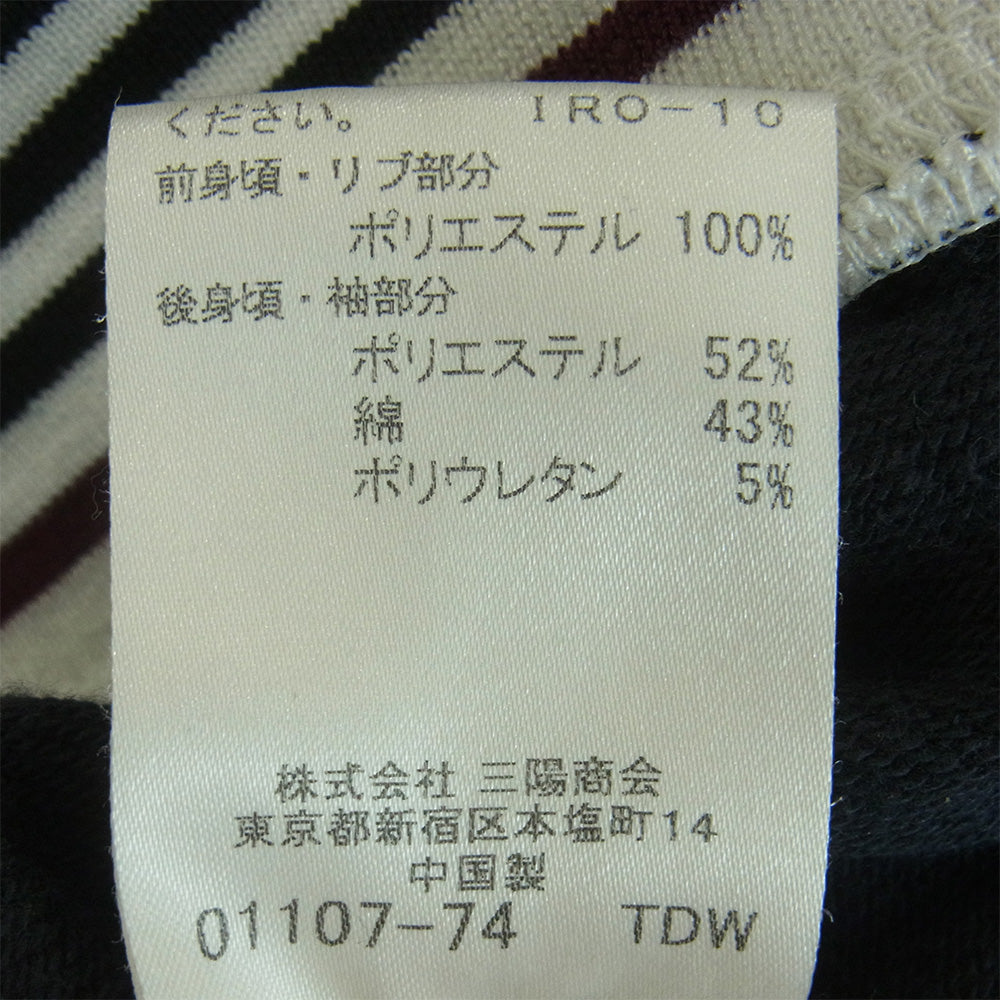 ください。 IRO-10
前身頃・リブ部分
ポリエステル 100%
後身頃・袖部分
ポリエステル 52%
綿 43%
ポリウレタン 5%
株式会社 三陽商会
東京都新宿区本塩町14
中国製
01107-74 TDW